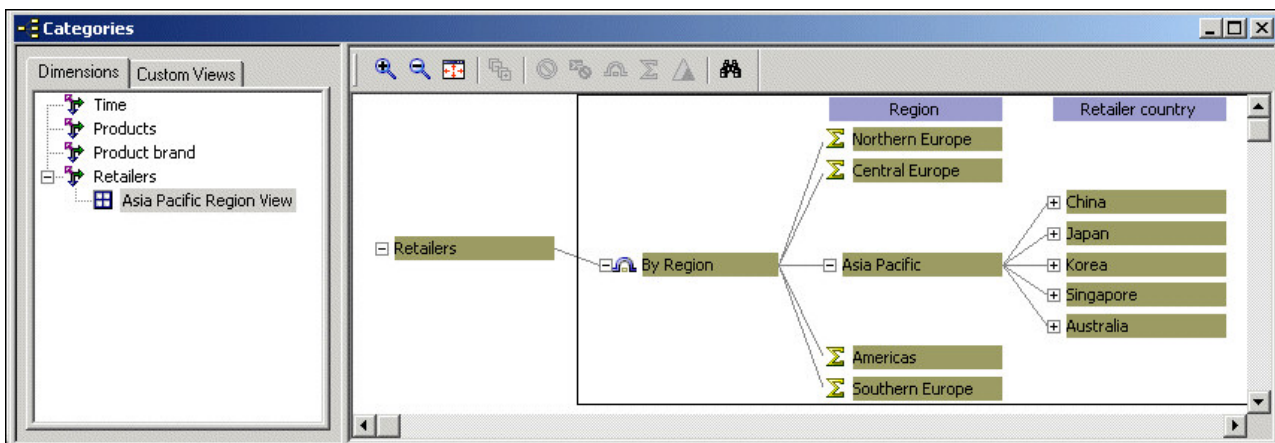 Categories
Dimensions
Custom Views
Time
Products
Product brand
Retailers
Asia Pacific Region View
Region
Retailer country
Northern Europe
Central Europe
China
Japan
Retailers
By Region
Asia Pacific
Korea
Singapore
Australia
Americas
Southern Europe